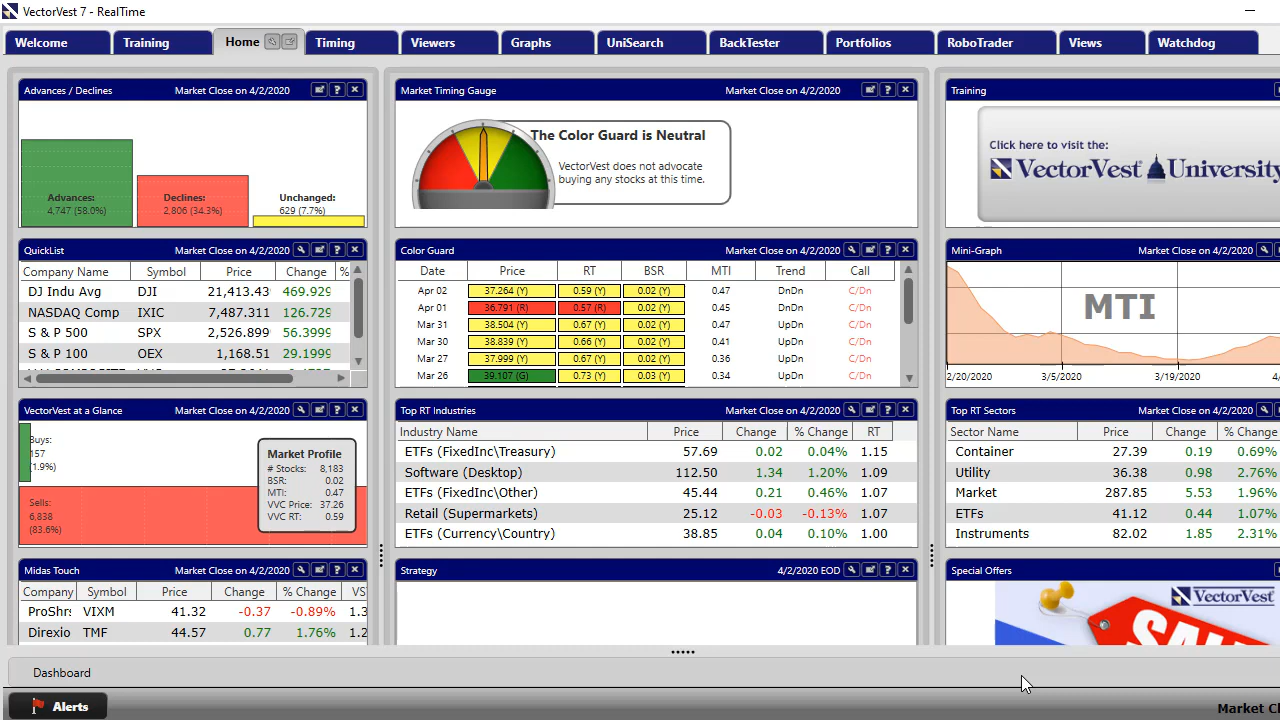 VectorVest 7 - RealTime
Welcome Training Home Timing Viewers Graphs UniSearch BackTester Portfolios RoboTrader Views Watchdog
Advances / Declines Market Close on 4/2/2020 ?
Advances:
4,747 (58.0%)
Declines:
2,806 (34.3%)
Unchanged:
629 (7.7%)
QuickList Market Close on 4/2/2020 ?
Company Name Symbol Price Change %
DJ Indu Avg DJI 21,413.43 469.929
NASDAQ Comp IXIC 7,487.311 126.729
S & P 500 SPX 2,526.899 56.3999
S & P 100 OEX 1,168.51 29.1999
VectorVest at a Glance Market Close on 4/2/2020 ?
Buys:
157
(1.9%)
Sells:
6,838
(83.6%)
Market Profile
# Stocks: 8,183
BSR: 0.02
MTI: 0.47
VVC Price: 37.26
VVC RT: 0.59
Midas Touch Market Close on 4/2/2020 ?
Company Symbol Price Change % Change VS
ProShrs VIXM 41.32 -0.37 -0.89% 1.3
Direxio TMF 44.57 0.77 1.76% 1.2
Market Timing Gauge Market Close on 4/2/2020 ?
The Color Guard is Neutral
VectorVest does not advocate
buying any stocks at this time.
Color Guard Market Close on 4/2/2020 ?
Date Price RT BSR MTI Trend Call
Apr 02 37.264 (Y) 0.59 (Y) 0.02 (Y) 0.47 DnDn C/Dn
Apr 01 36.791 (R) 0.57 (R) 0.02 (Y) 0.45 DnDn C/Dn
Mar 31 38.504 (Y) 0.67 (Y) 0.02 (Y) 0.47 UpDn C/Dn
Mar 30 38.839 (Y) 0.66 (Y) 0.02 (Y) 0.41 UpDn C/Dn
Mar 27 37.999 (Y) 0.67 (Y) 0.02 (Y) 0.36 UpDn C/Dn
Mar 26 39.107 (G) 0.73 (Y) 0.03 (Y) 0.34 UpDn C/Dn
Top RT Industries Market Close on 4/2/2020 ?
Industry Name Price Change % Change RT
ETFs (FixedInc\Treasury) 57.69 0.02 0.04% 1.15
Software (Desktop) 112.50 1.34 1.20% 1.09
ETFs (FixedInc\Other) 45.44 0.21 0.46% 1.07
Retail (Supermarkets) 25.12 -0.03 -0.13% 1.07
ETFs (Currency\Country) 38.85 0.04 0.10% 1.00
Strategy 4/2/2020 EOD ?
Training
Click here to visit the:
VectorVest University
Mini-Graph Market Close on 4/2/2020
MTI
2/20/2020 3/5/2020 3/19/2020 4/
Top RT Sectors Market Close on 4/2/2020
Sector Name Price Change % Change
Container 27.39 0.19 0.69%
Utility 36.38 0.98 2.76%
Market 287.85 5.53 1.96%
ETFs 41.12 0.44 1.07%
Instruments 82.02 1.85 2.31%
Special Offers
VectorVest
SALE
Dashboard
Alerts
Market Cl